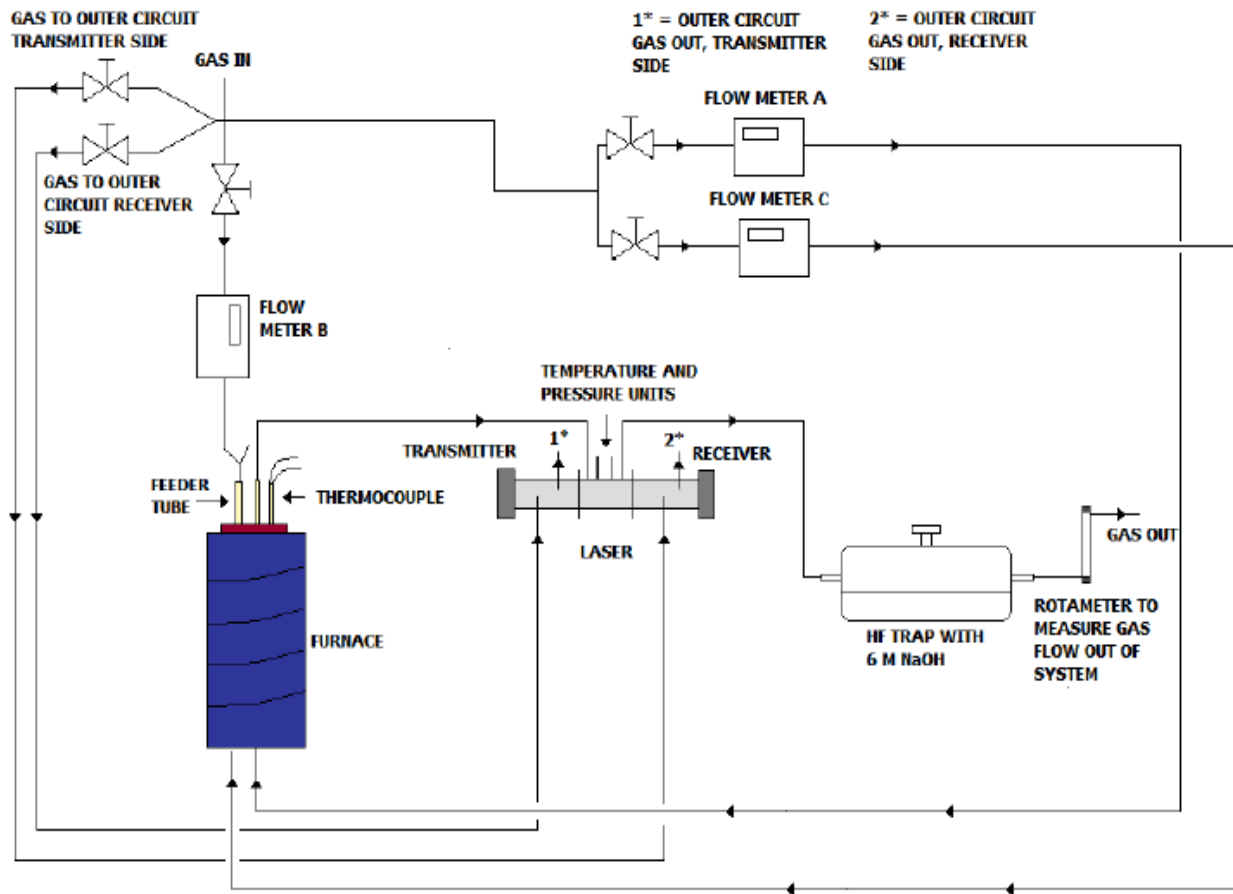 GAS TO OUTER CIRCUIT
TRANSMITTER SIDE
GAS IN
1* = OUTER CIRCUIT
GAS OUT, TRANSMITTER
SIDE
2* = OUTER CIRCUIT
GAS OUT, RECEIVER
SIDE
FLOW METER A
GAS TO OUTER
CIRCUIT RECEIVER
SIDE
FLOW METER C
FLOW
METER B
TEMPERATURE AND
PRESSURE UNITS
TRANSMITTER
1*
2*
RECEIVER
FEEDER
TUBE
THERMOCOUPLE
LASER
GAS OUT
FURNACE
HF TRAP WITH
6 M NaOH
ROTAMETER TO
MEASURE GAS
FLOW OUT OF
SYSTEM